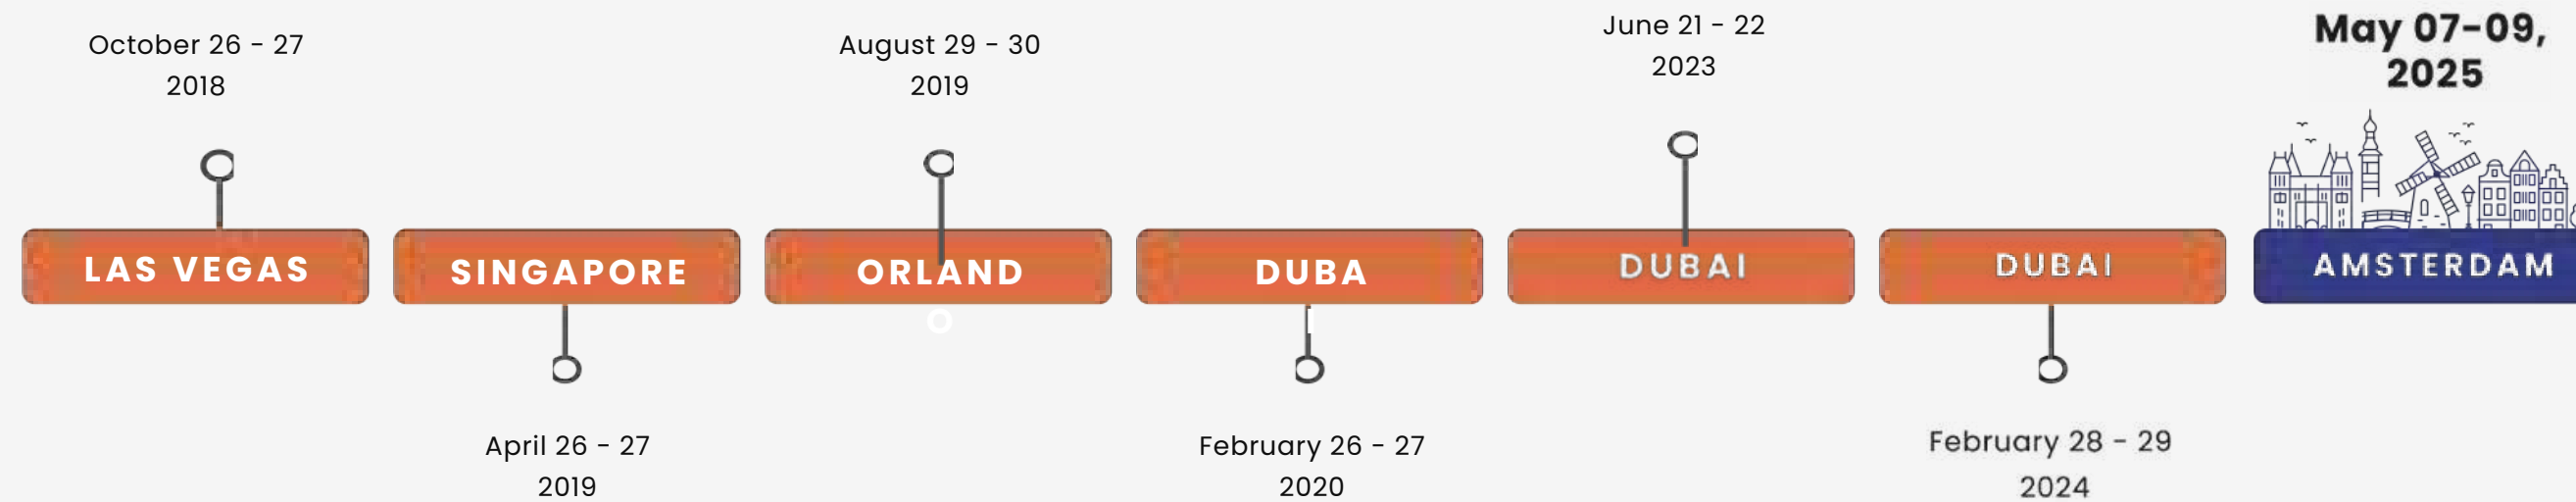 October 26 - 27
2018
LAS VEGAS
SINGAPORE
April 26 - 27
2019
August 29 - 30
2019
ORLAND
O
DUBA
I
February 26 - 27
2020
June 21 - 22
2023
DUBAI
DUBAI
February 28 - 29
2024
May 07-09,
2025
AMSTERDAM